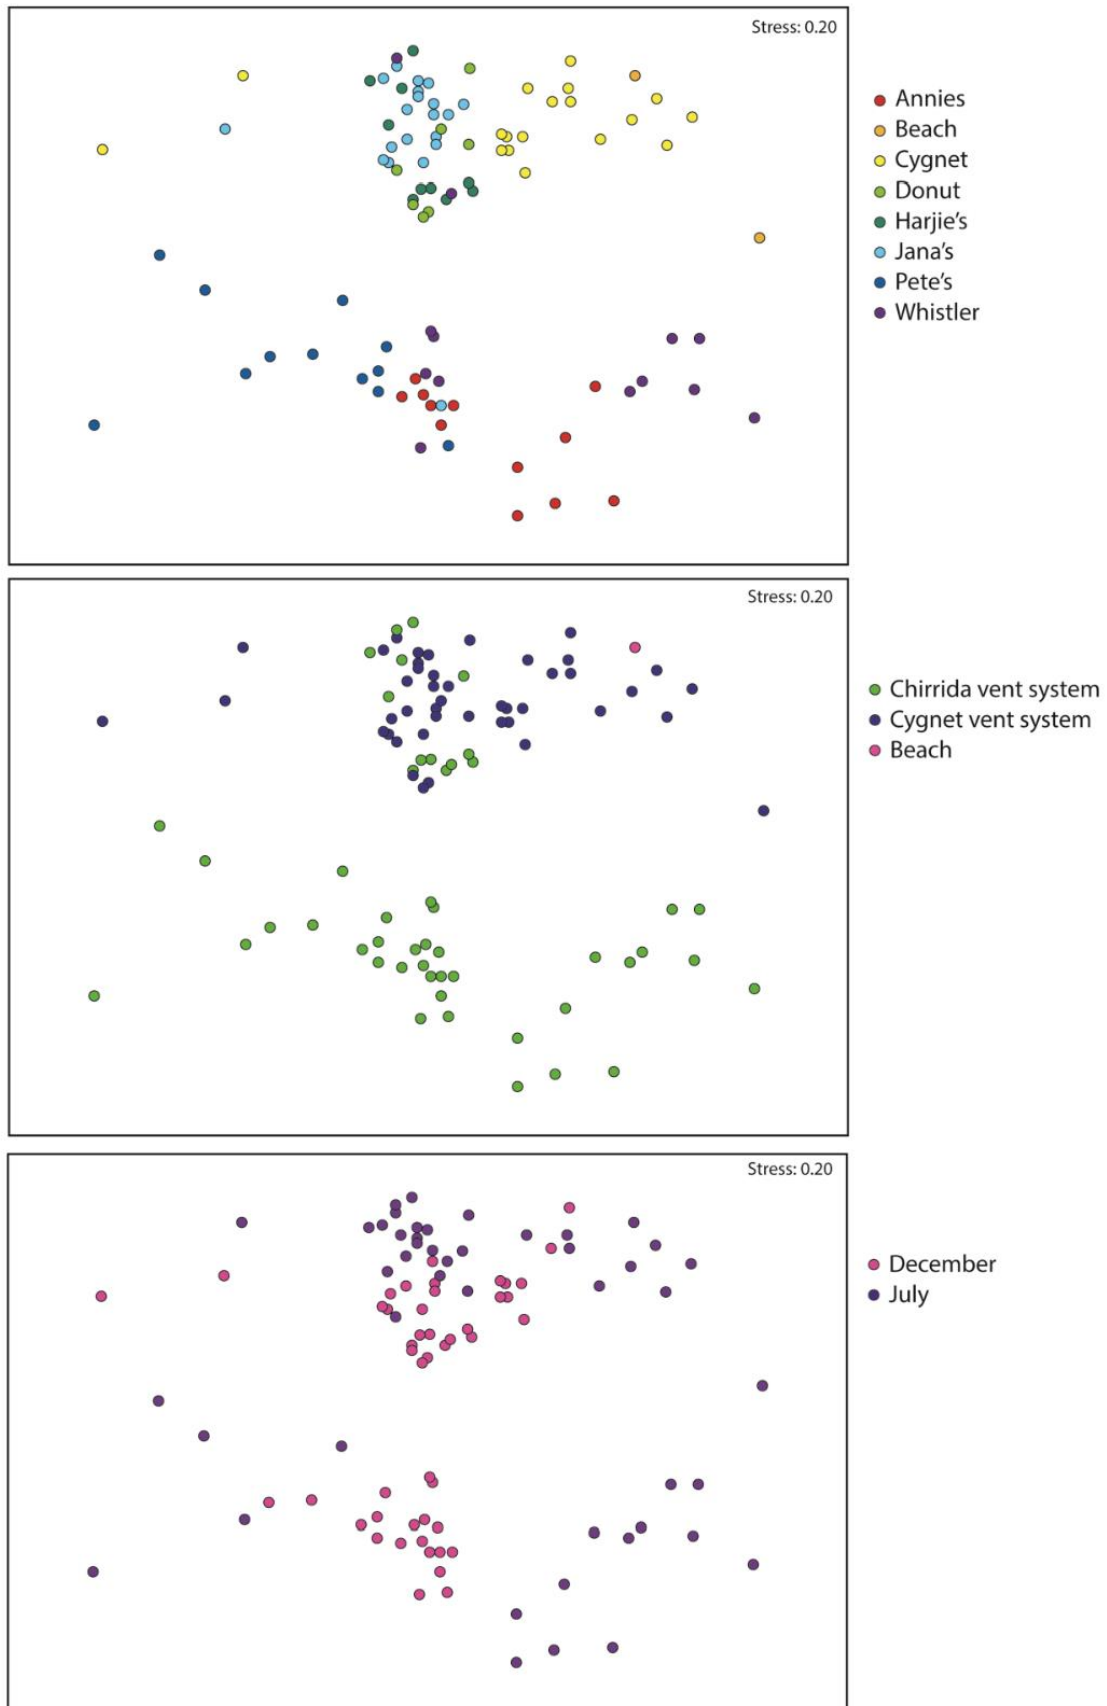 Stress: 0.20
Annies
Beach
Cygnet
Donut
Harjie's
Jana's
Pete's
Whistler
Stress: 0.20
Chirrida vent system
Cygnet vent system
Beach
Stress: 0.20
December
July